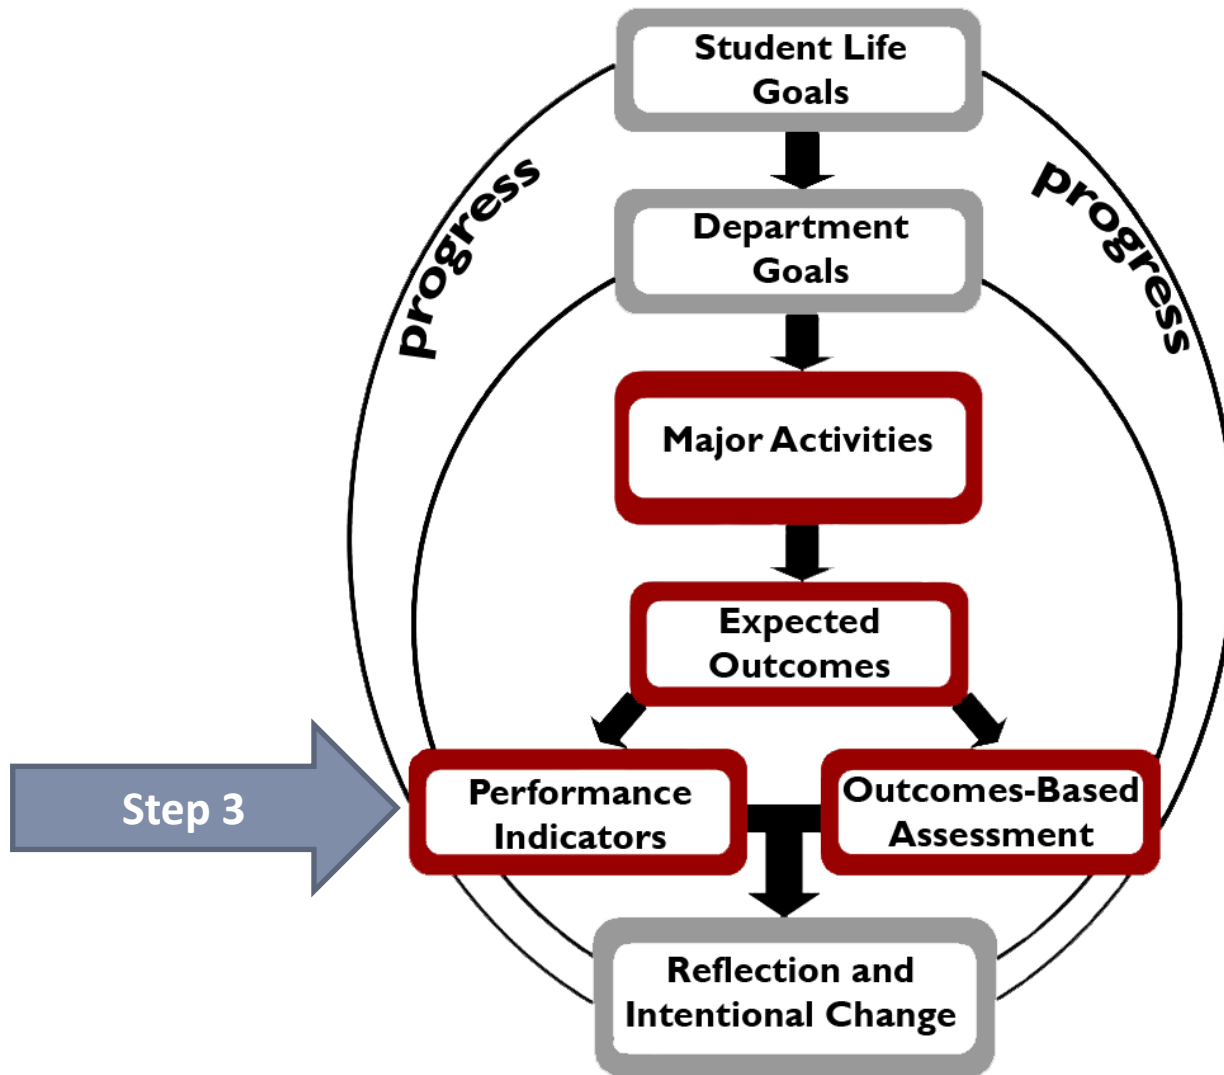 Student Life
Goals
progress
progress
Department
Goals
Major Activities
Expected
Outcomes
Step 3
Performance
Indicators
Outcomes-Based
Assessment
Reflection and
Intentional Change